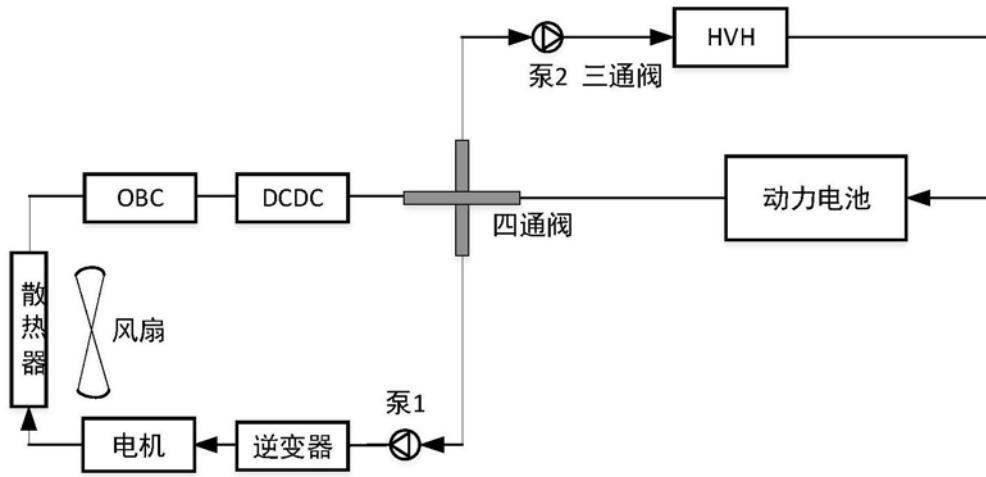 HVH
泵2 三通阀
OBC
DCDC
动力电池
四通阀
散热器
风扇
泵1
电机
逆变器